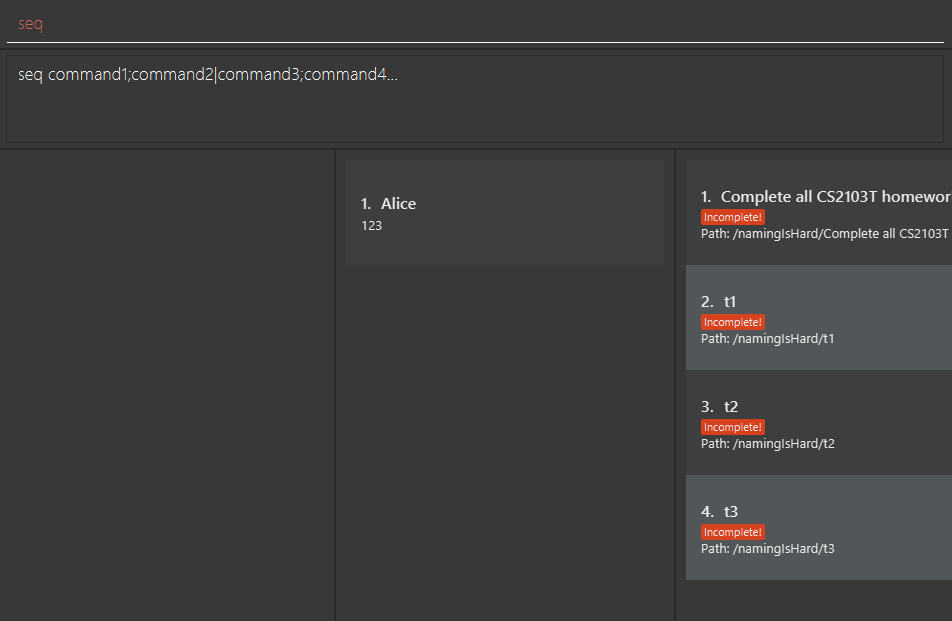 seq
seq command1;command2|command3;command4...
1. Alice
123
1. Complete all CS2103T
Incomplete!
Path: /namingIsHard/Complete all CS2103T
2. t1
Incomplete!
Path: /namingIsHard/t1
3. t2
Incomplete!
Path: /namingIsHard/t2
4. t3
Incomplete!
Path: /namingIsHard/t3